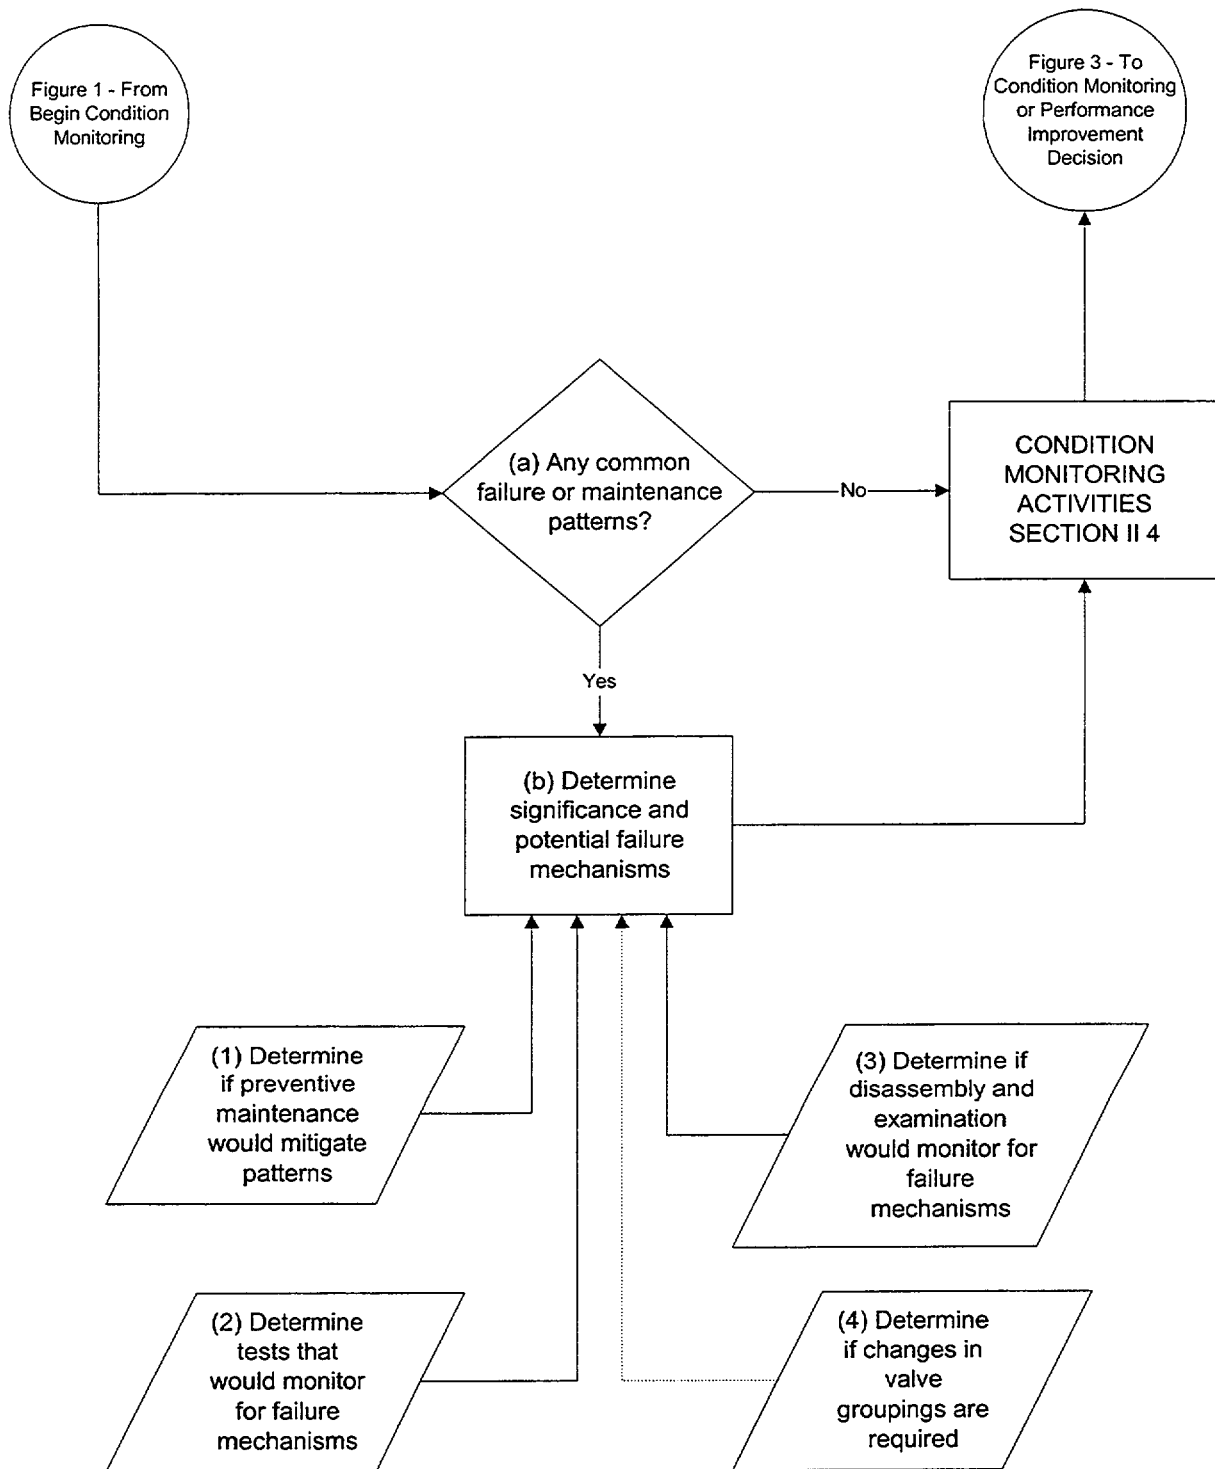 Figure 1 - From
Begin Condition
Monitoring
Figure 3 - To
Condition Monitoring
or Performance
Improvement
Decision
(a) Any common
failure or maintenance
patterns?
No
CONDITION
MONITORING
ACTIVITIES
SECTION II 4
Yes
(b) Determine
significance and
potential failure
mechanisms
(1) Determine
if preventive
maintenance
would mitigate
patterns
(3) Determine if
disassembly and
examination
would monitor for
failure
mechanisms
(2) Determine
tests that
would monitor
for failure
mechanisms
(4) Determine
if changes in
valve
groupings are
required